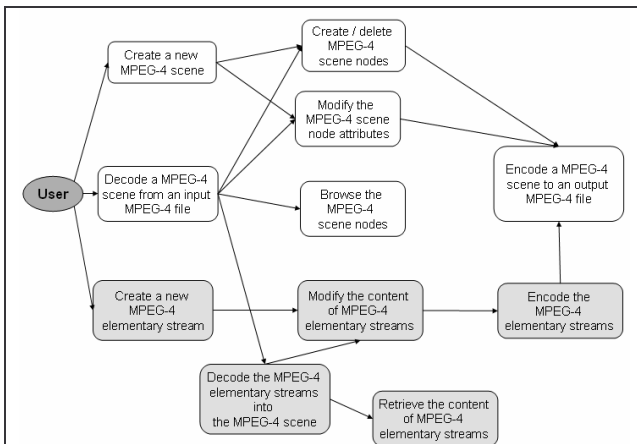 Create / delete
MPEG-4
scene nodes
Create a new
MPEG-4 scene
Modify the
MPEG-4 scene
node attributes
User
Decode a MPEG-4
scene from an input
MPEG-4 file
Encode a MPEG-4
scene to an output
MPEG-4 file
Browse the
MPEG-4
scene nodes
Create a new
MPEG-4
elementary stream
Modify the content
of MPEG-4
elementary streams
Encode the
MPEG-4
elementary streams
Decode the MPEG-4
elementary streams
into
the MPEG-4 scene
Retrieve the content
of MPEG-4
elementary streams